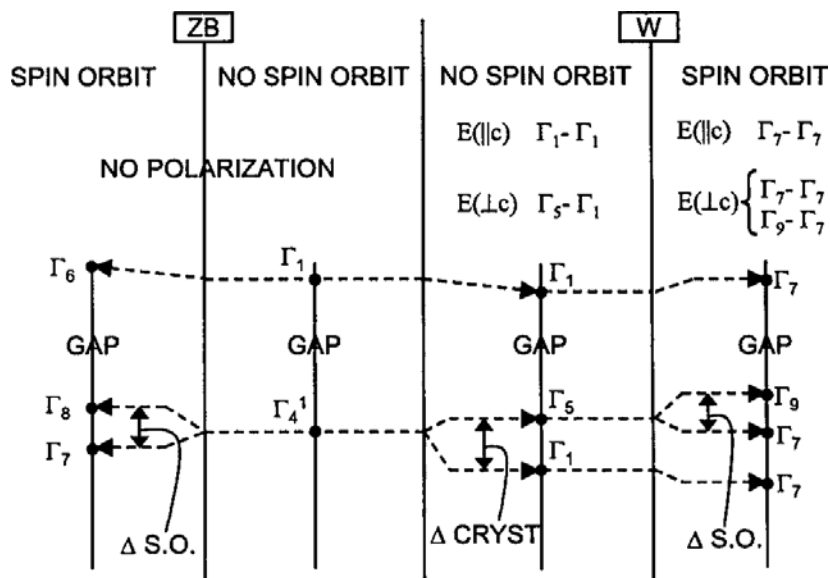 ZB W
SPIN ORBIT NO SPIN ORBIT NO SPIN ORBIT SPIN ORBIT
E(||c) Γ₁- Γ₁ E(||c) Γ₇- Γ₇
NO POLARIZATION
E(⊥c) Γ₅- Γ₁ E(⊥c) Γ₇- Γ₇
Γ₉- Γ₇
Γ₆ Γ₁ Γ₁ Γ₇
GAP GAP GAP GAP
Γ₈ Γ₄¹ Γ₅ Γ₉
Γ₇ Γ₁ Γ₇
Γ₇
Δ S.O. Δ CRYST Δ S.O.